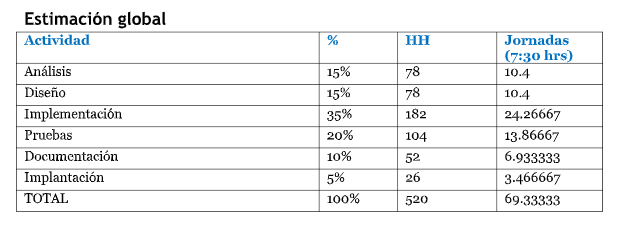 Estimación global
Actividad % HH Jornadas
(7:30 hrs)
Análisis 15% 78 10.4
Diseño 15% 78 10.4
Implementación 35% 182 24.26667
Pruebas 20% 104 13.86667
Documentación 10% 52 6.933333
Implantación 5% 26 3.466667
TOTAL 100% 520 69.33333